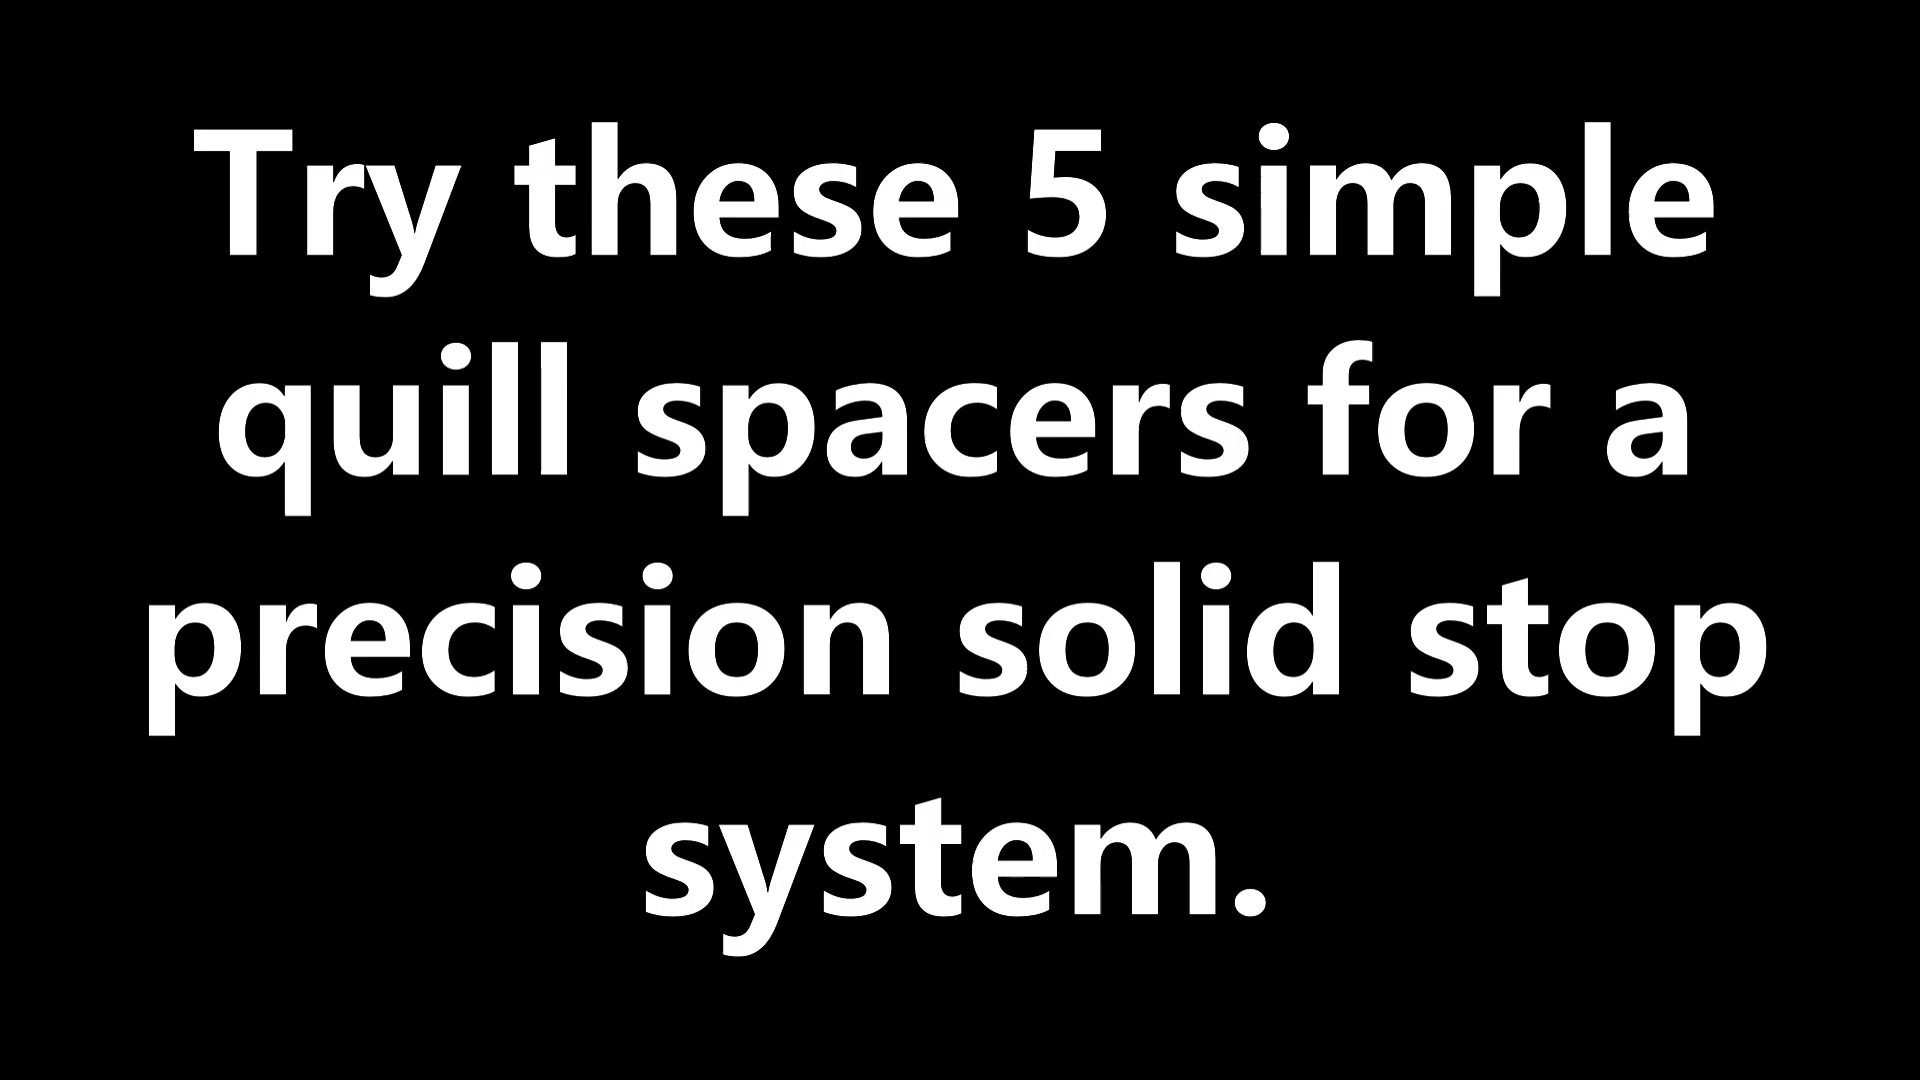 Try these 5 simple
quill spacers for a
precision solid stop
system.